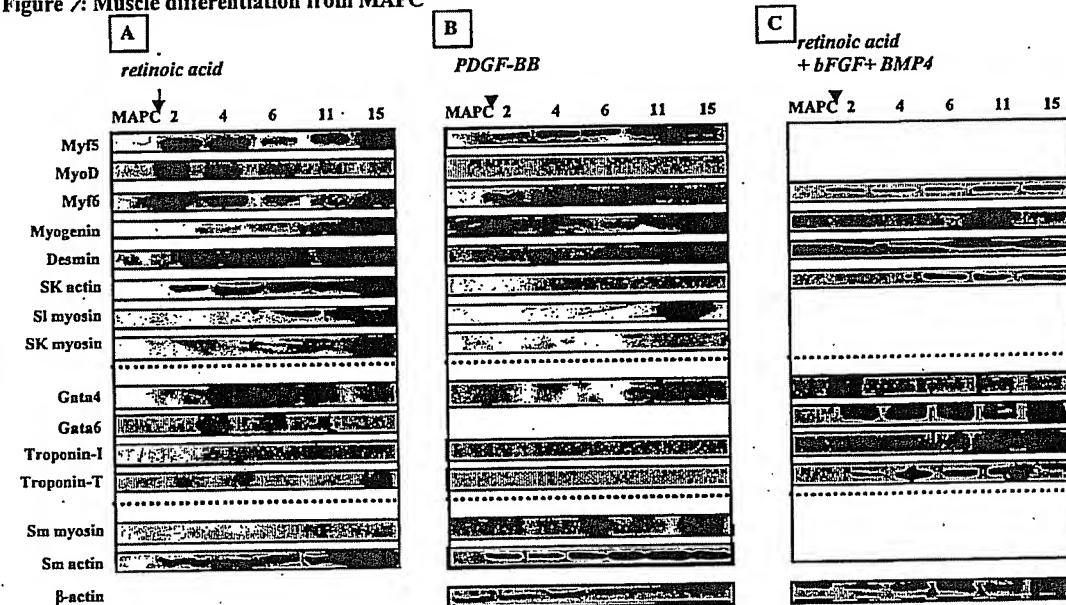 Figure 7: Muscle differentiation from MAPC
A
retinoic acid
MAPC 2 4 6 11 15
B
PDGF-BB
MAPC 2 4 6 11 15
C
retinoic acid
+ bFGF+ BMP4
MAPC 2 4 6 11 15
Myf5
MyoD
Myf6
Myogenin
Desmin
SK actin
Sl myosin
SK myosin
Gata4
Gata6
Troponin-I
Troponin-T
Sm myosin
Sm actin
β-actin